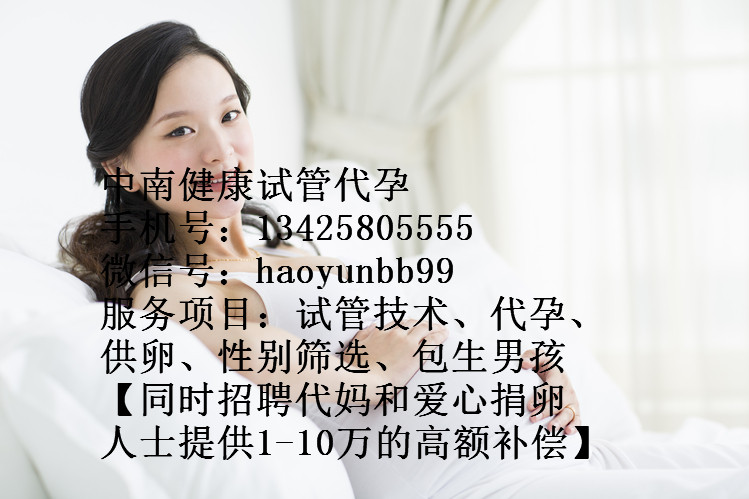 中南健康试管代孕
手机号：13425805555
微信号：haoyunbb99
服务项目：试管技术、代孕、
供卵、性别筛选、包生男孩
【同时招聘代妈和爱心捐卵
人士提供1-10万的高额补偿】